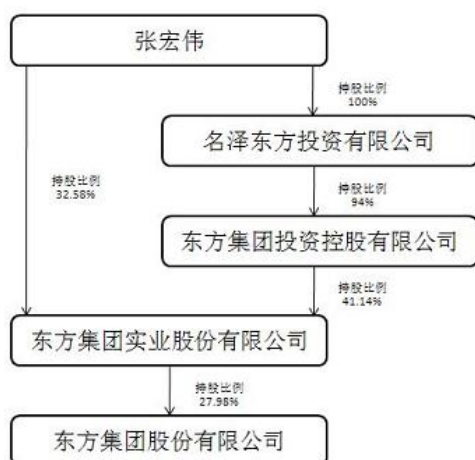 张宏伟
持股比例
100%
名泽东方投资有限公司
持股比例
32.58%
持股比例
94%
东方集团投资控股有限公司
持股比例
41.14%
东方集团实业股份有限公司
持股比例
27.98%
东方集团股份有限公司